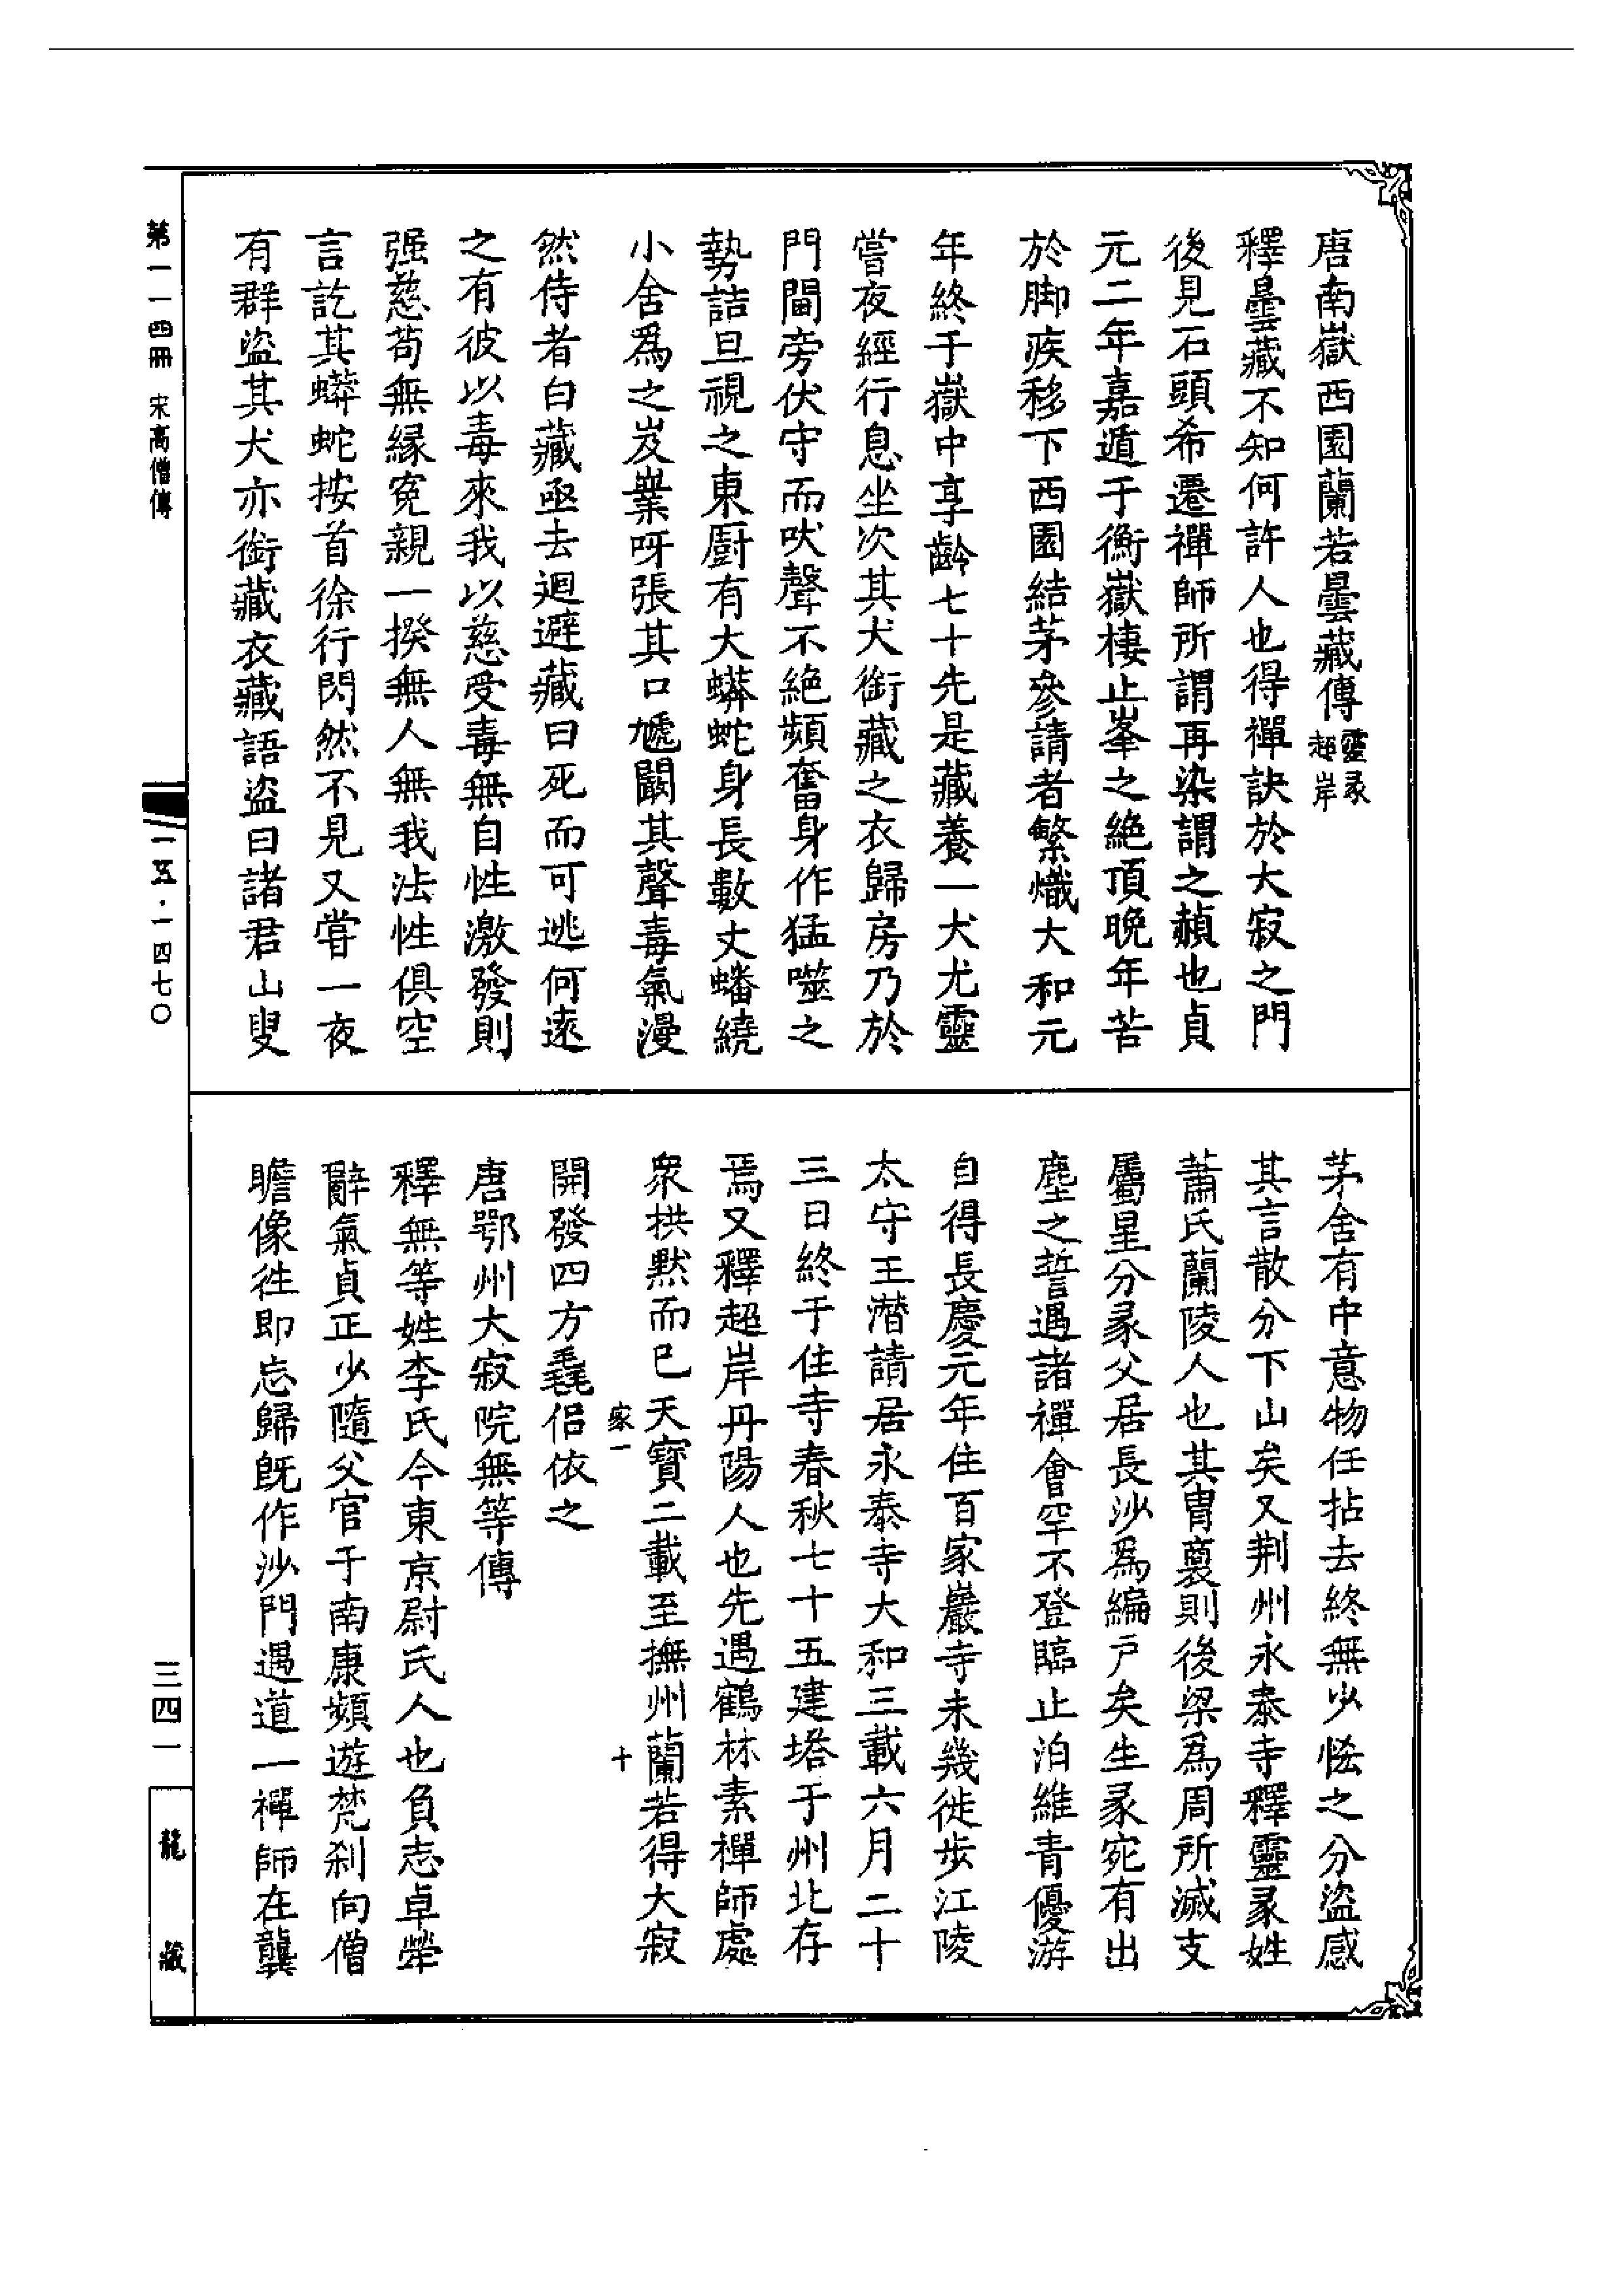 唐南嶽西園蘭若曇藏傳靈彖超岸
釋曇藏不知何許人也得禪訣於大寂之門
後見石頭希遷禪師所謂再染謂之赬也貞
元二年嘉遁于衡嶽棲止峯之絕頂晚年苦
於脚疾移下西園結茅參請者繁熾大和元
年終于嶽中享齡七十先是藏養一犬尤靈
嘗夜經行息坐次其犬銜藏之衣歸房乃於
門閫旁伏守而吠聲不絕頻奮身作猛噬之
勢詰旦視之東廚有大蟒蛇身長數丈蟠繞
小舍爲之岌嶪呀張其口虓闞其聲毒氣漫
然侍者白藏亟去迴避藏曰死而可逃何遠
之有彼以毒來我以慈受毒無自性激發則
强慈苟無緣冤親一揆無人無我法性俱空
言訖其蟒蛇按首徐行閃然不見又嘗一夜
有群盜其犬亦銜藏衣藏語盜曰諸君山叟
茅舍有中意物任拈去終無少恡之分盜感
其言散分下山矣又荆州永泰寺釋靈彖姓
蕭氏蘭陵人也其胄裔則後梁爲周所滅支
屬星分彖父居長沙爲編戶矣生彖宛有出
塵之誓遇諸禪會罕不登臨止泊維青優游
自得長慶元年住百家巖寺未幾徙步江陵
太守王潛請居永泰寺大和三載六月二十
三日終于住寺春秋七十五建塔于州北存
焉又釋超岸丹陽人也先遇鶴林素禪師處
衆拱默而已天寶二載至撫州蘭若得大寂
家一
十
開發四方毳侣依之
唐鄂州大寂院無等傳
釋無等姓李氏今東京尉氏人也負志卓犖
辭氣貞正少隨父官于南康頻遊梵刹向僧
瞻像徃即忘歸既作沙門遇道一禪師在龔
第一一四冊 宋高僧傳
一五·一四七〇
三四一
龍藏